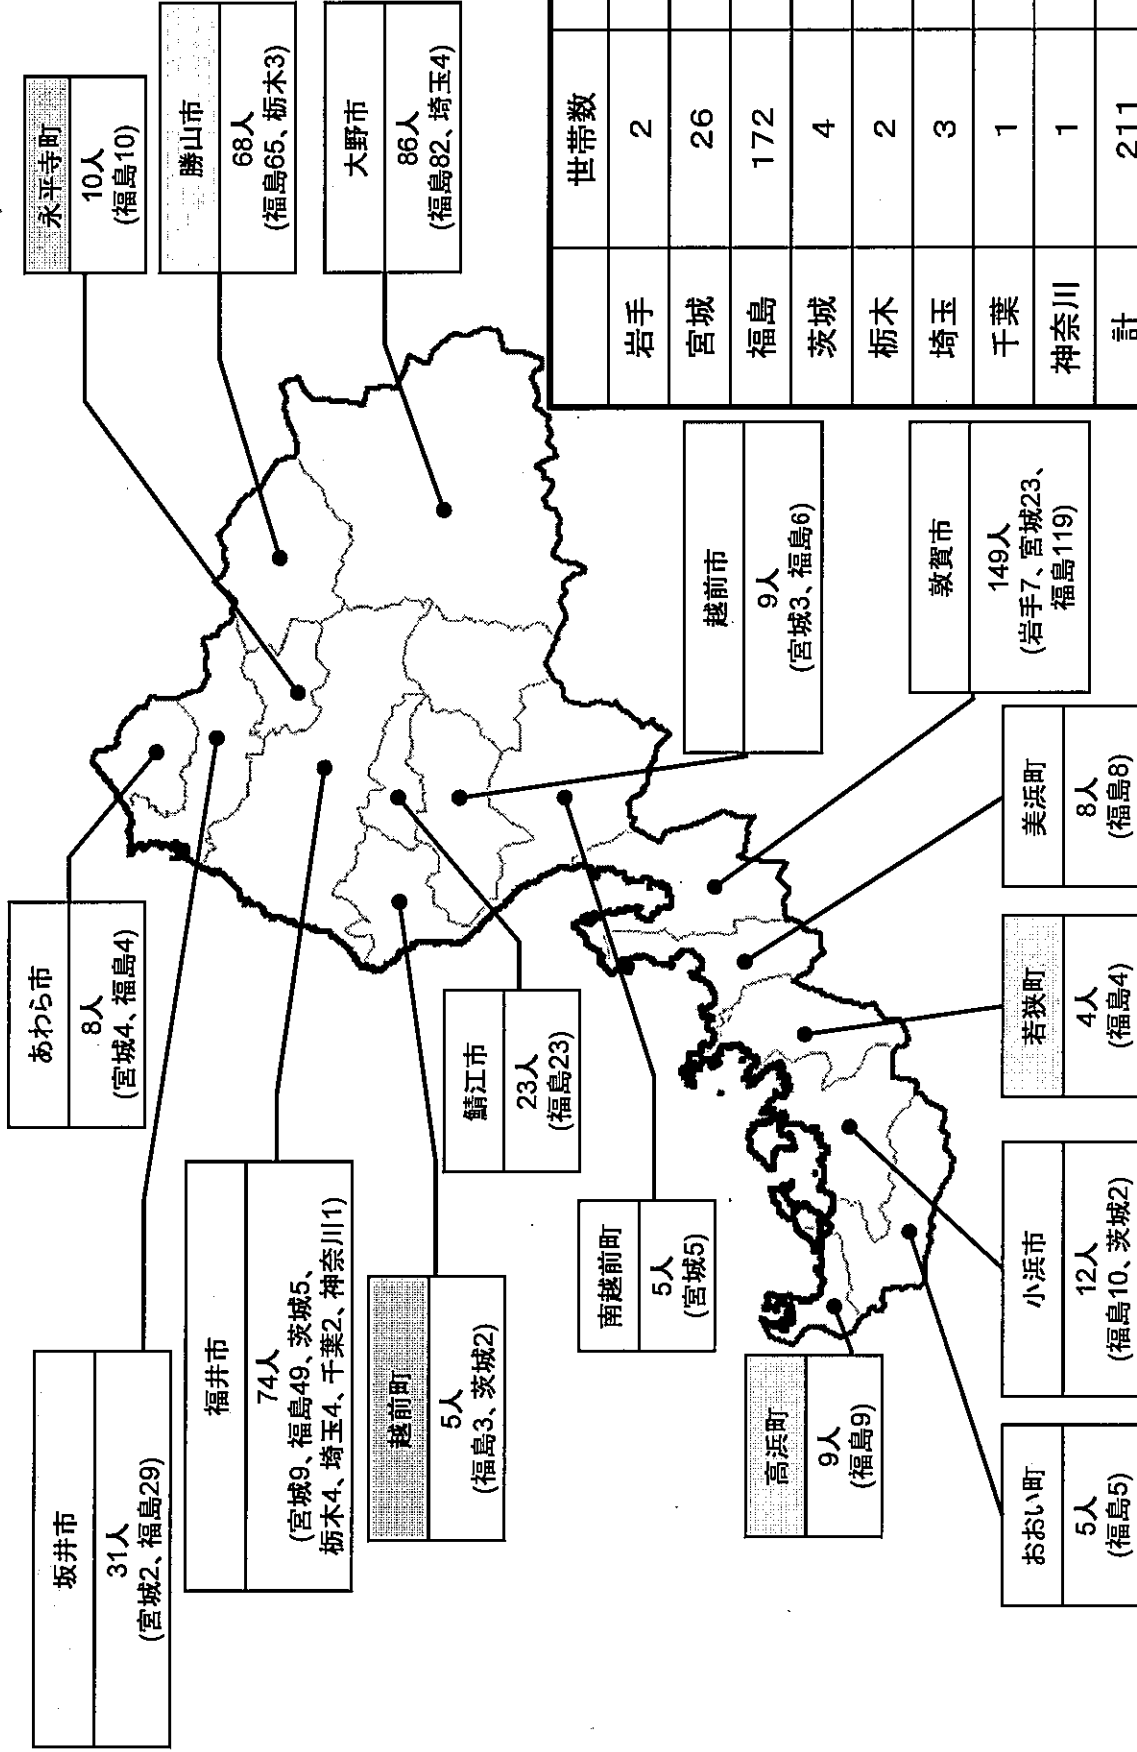 坂井市
31人
(宮城2、福島29)
福井市
74人
(宮城9、福島49、茨城5、
栃木4、埼玉4、千葉2、神奈川1)
越前町
5人
(福島3、茨城2)
あわら市
8人
(宮城4、福島4)
鯖江市
23人
(福島23)
南越前町
5人
(宮城5)
高浜町
9人
(福島9)
おおい町
5人
(福島5)
小浜市
12人
(福島10、茨城2)
若狭町
4人
(福島4)
美浜町
8人
(福島8)
敦賀市
149人
(岩手7、宮城23、
福島119)
越前市
9人
(宮城3、福島6)
永平寺町
10人
(福島10)
勝山市
68人
(福島65、栃木3)
大野市
86人
(福島82、埼玉4)
世帯数
岩手 2
宮城 26
福島 172
茨城 4
栃木 2
埼玉 3
千葉 1
神奈川 1
計 211